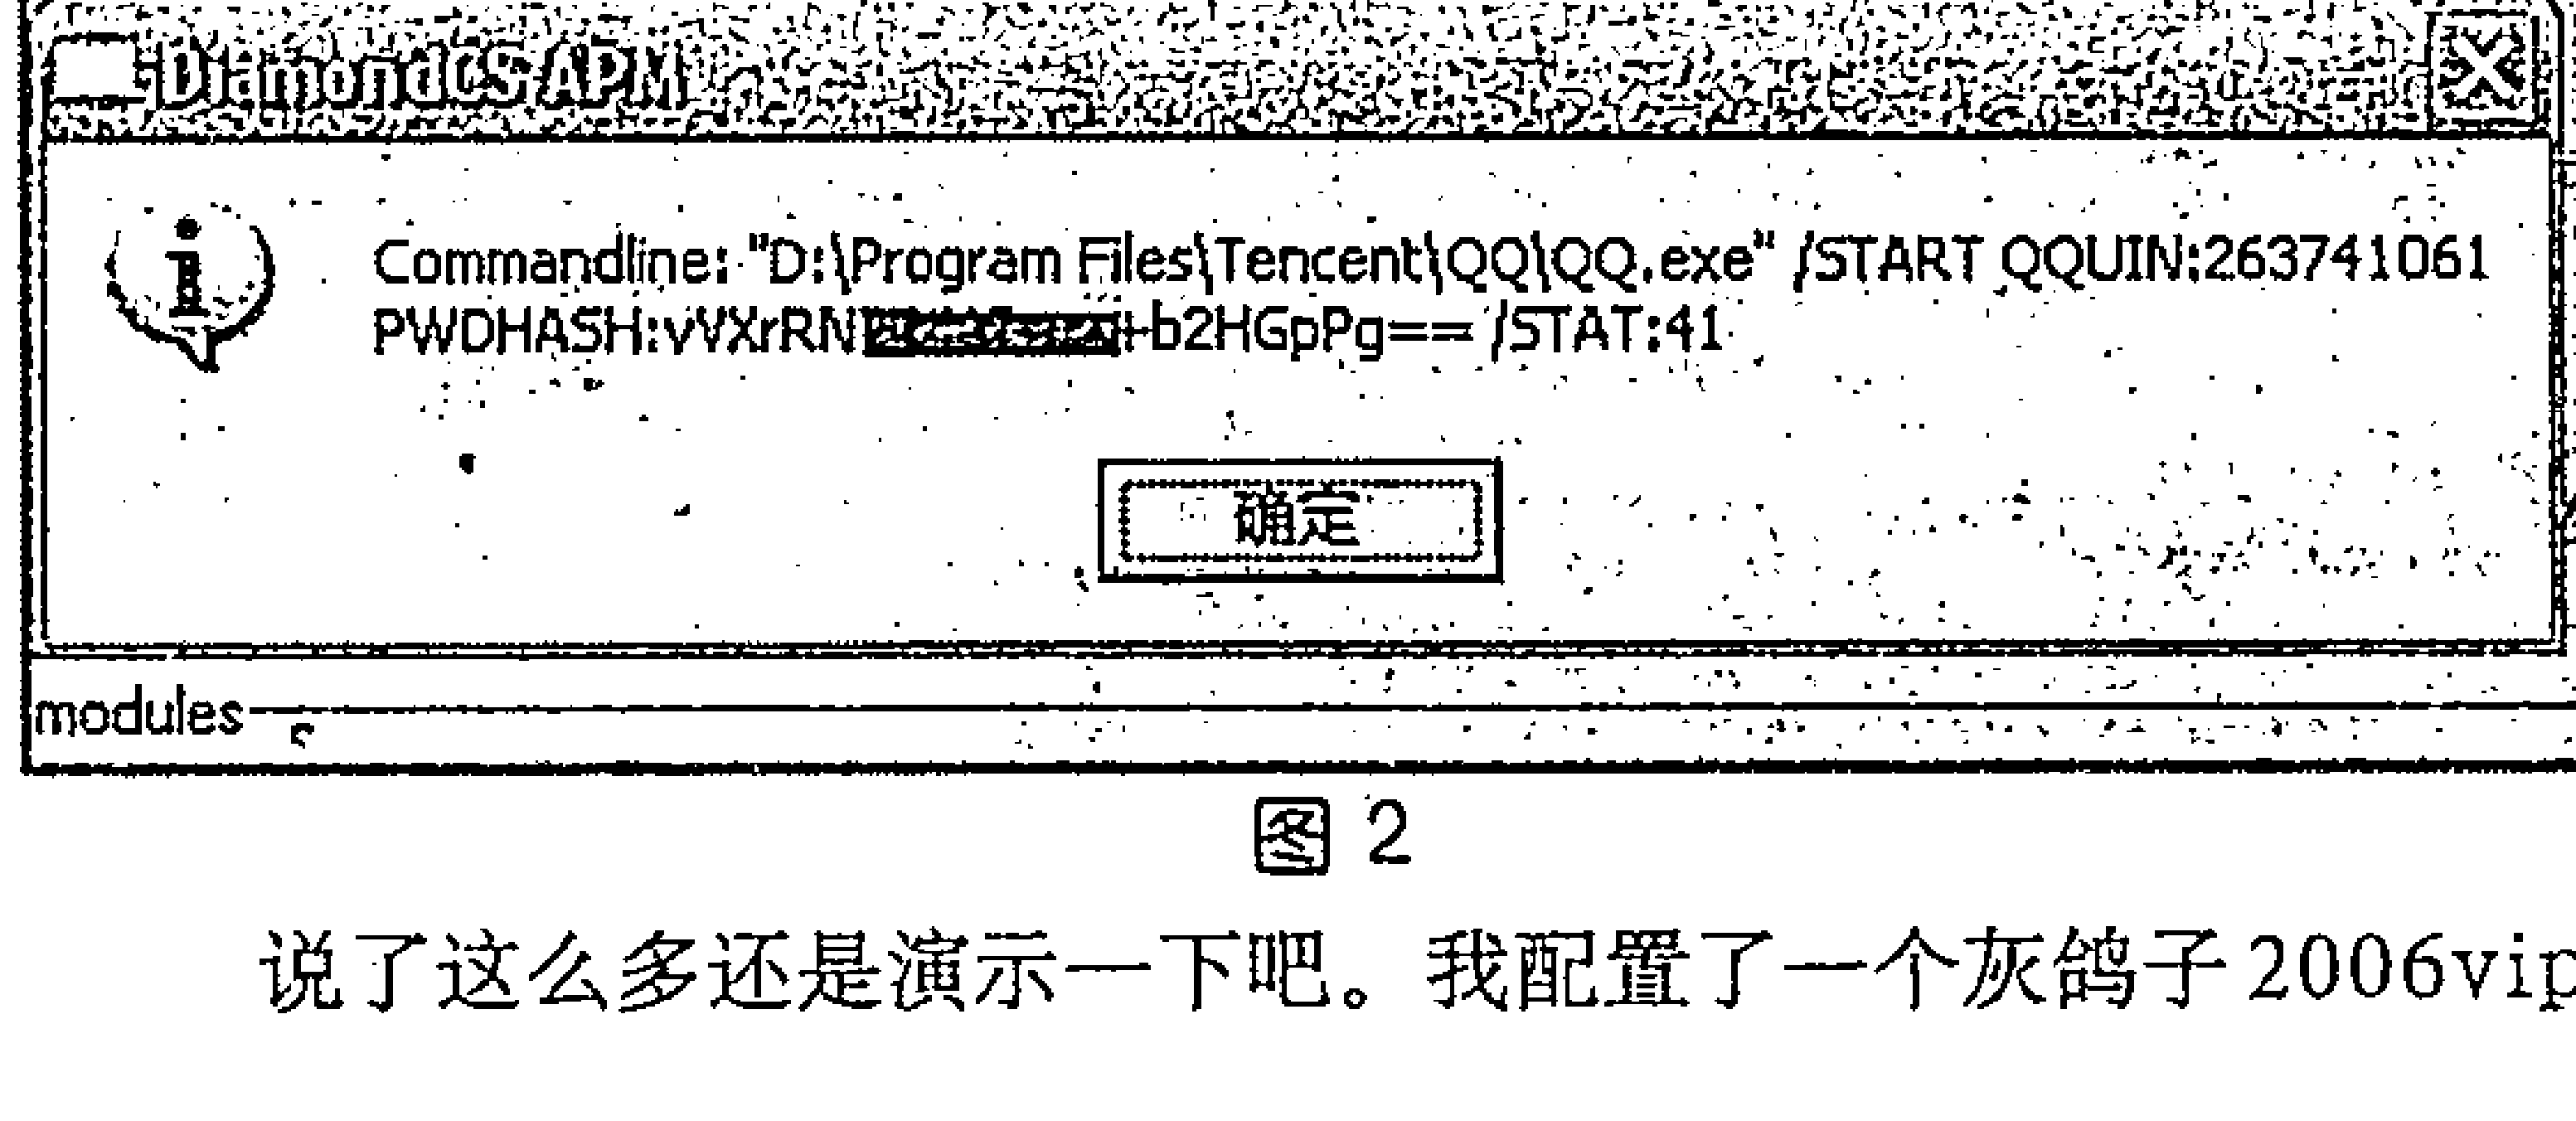 DiamondCS APM
Commandline: "D:\Program Files\Tencent\QQ\QQ.exe" /START QQUIN:263741061
PWDHASH:vVXrRN +b2HGpPg== /STAT:41
确定
modules
图 2
说了这么多还是演示一下吧。我配置了一个灰鸽子2006vip